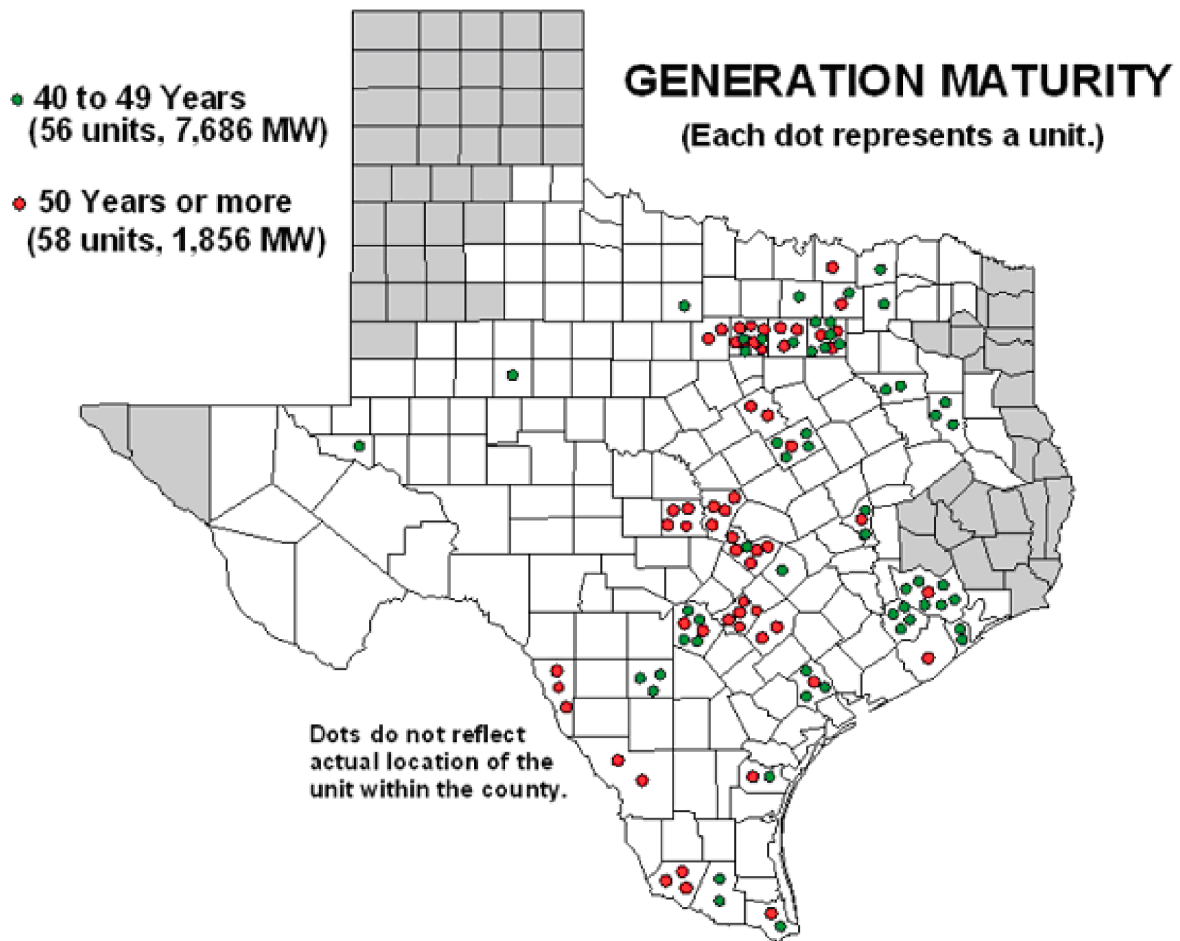 GENERATION MATURITY
(Each dot represents a unit.)
40 to 49 Years
(56 units, 7,686 MW)
50 Years or more
(58 units, 1,856 MW)
Dots do not reflect
actual location of the
unit within the county.